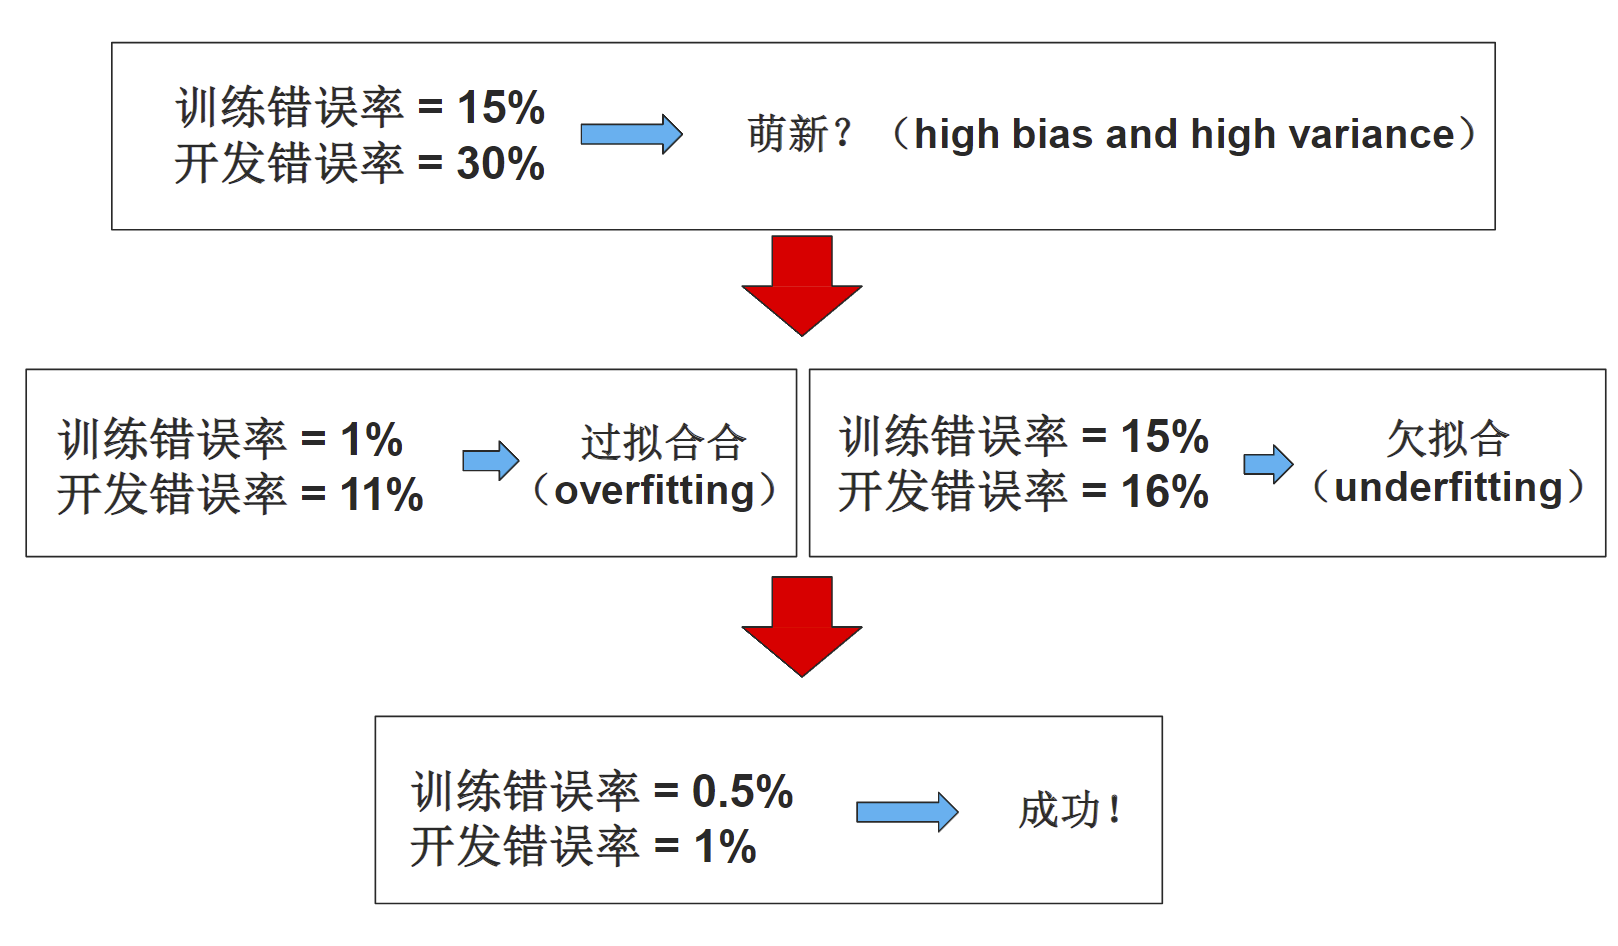 训练错误率 = 15%
开发错误率 = 30%
萌新？（high bias and high variance）
训练错误率 = 1%
开发错误率 = 11%
过拟合合
（overfitting）
训练错误率 = 15%
开发错误率 = 16%
欠拟合
（underfitting）
训练错误率 = 0.5%
开发错误率 = 1%
成功！